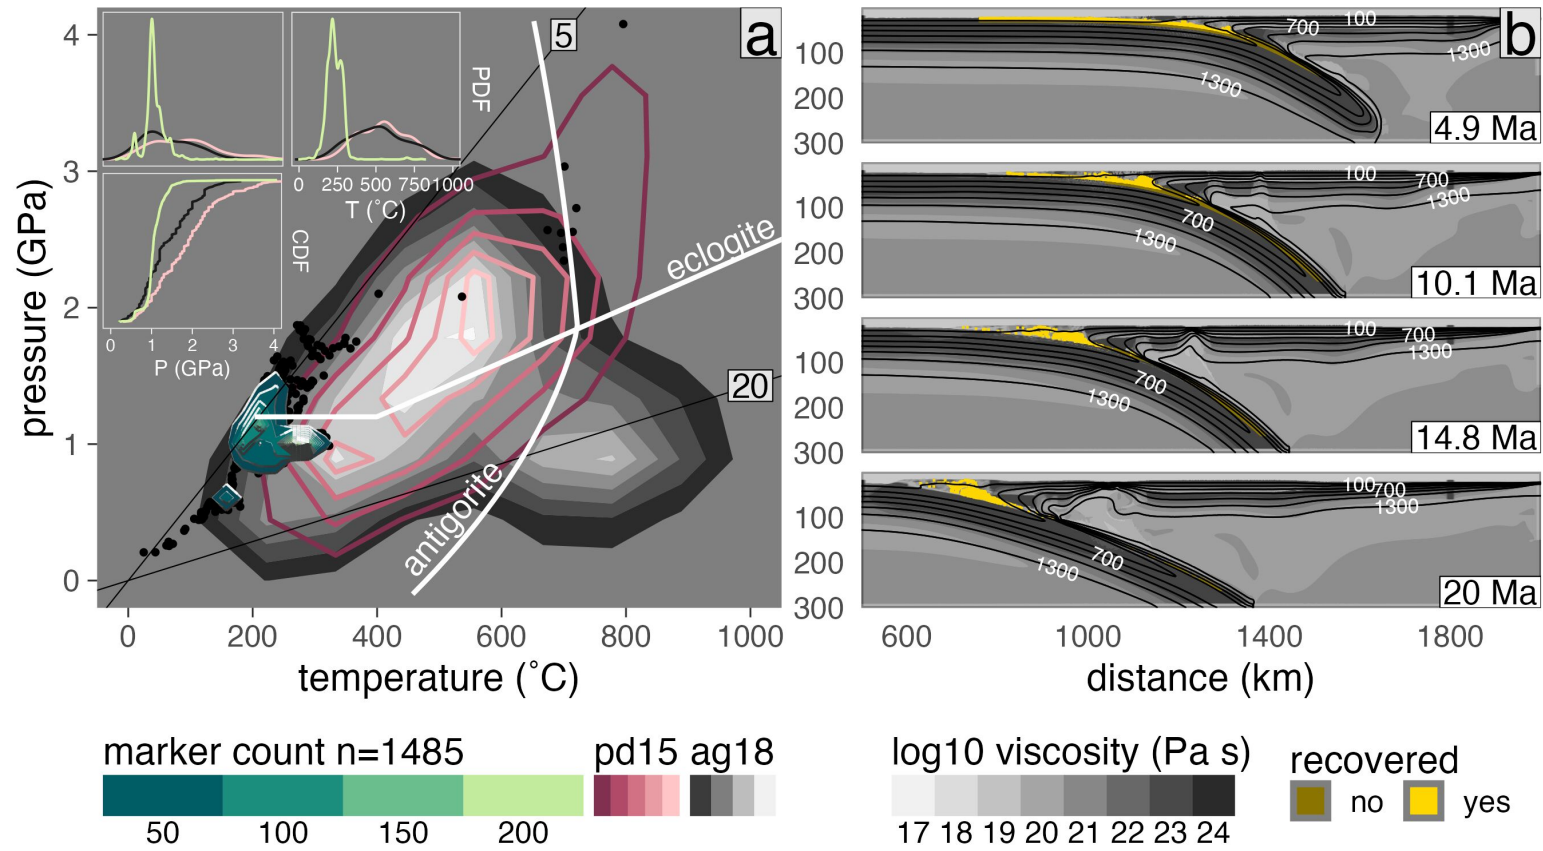 a
pressure (GPa)
4
3
2
1
0
0
200
400
600
800
1000
temperature (˚C)
5
20
eclogite
antigorite
PDF
0
250
500
750
1000
T (˚C)
CDF
0
1
2
3
4
P (GPa)
b
100
200
300
100
700
1300
1300
4.9 Ma
100
200
300
100
700
1300
700
1300
10.1 Ma
100
200
300
100
700
1300
700
1300
14.8 Ma
100
200
300
100
700
1300
700
1300
20 Ma
600
1000
1400
1800
distance (km)
marker count n=1485
50
100
150
200
pd15
ag18
log10 viscosity (Pa s)
17 18 19 20 21 22 23 24
recovered
no
yes